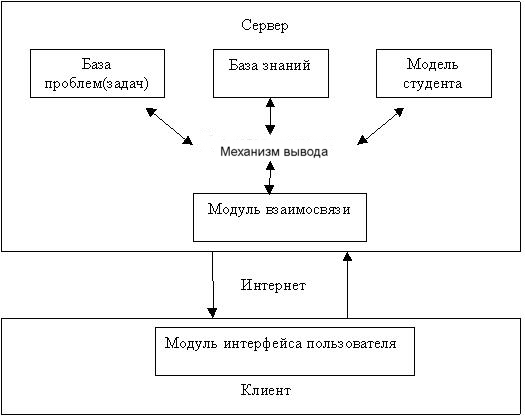 Сервер
База
проблем(задач)
База знаний
Модель
студента
Механизм вывода
Модуль взаимосвязи
Интернет
Модуль интерфейса пользователя
Клиент